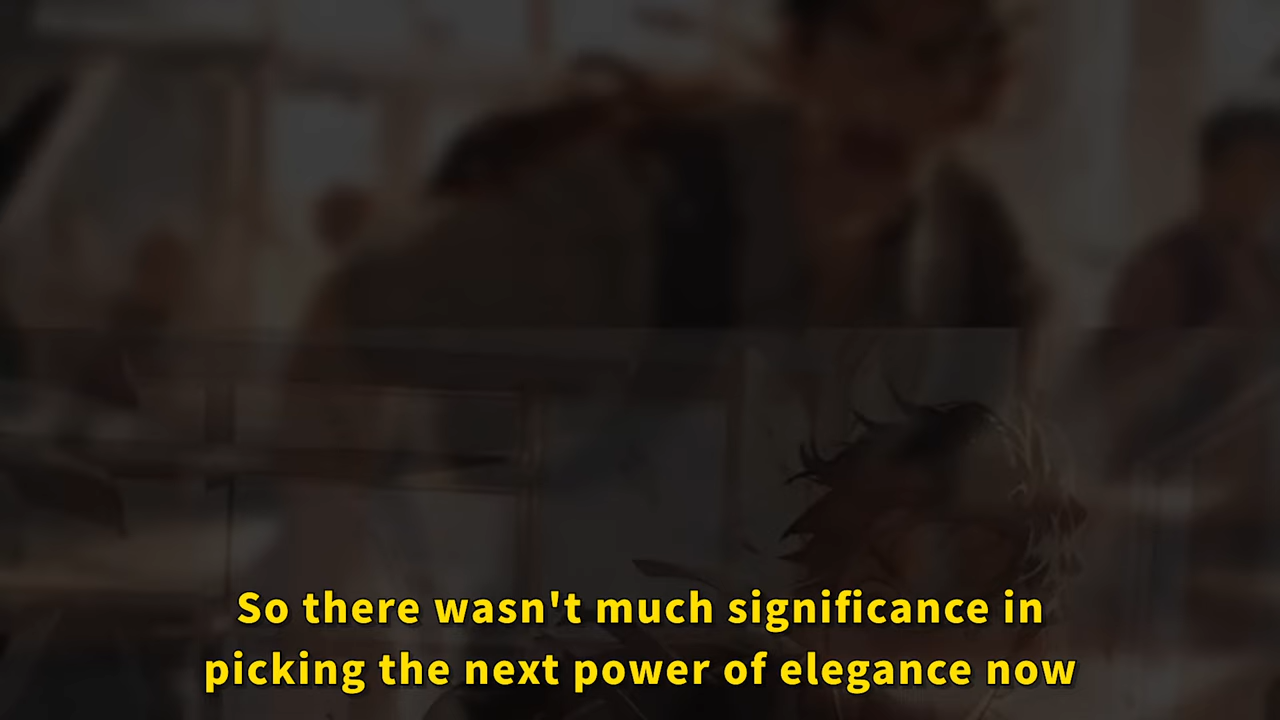 So there wasn't much significance in
picking the next power of elegance now